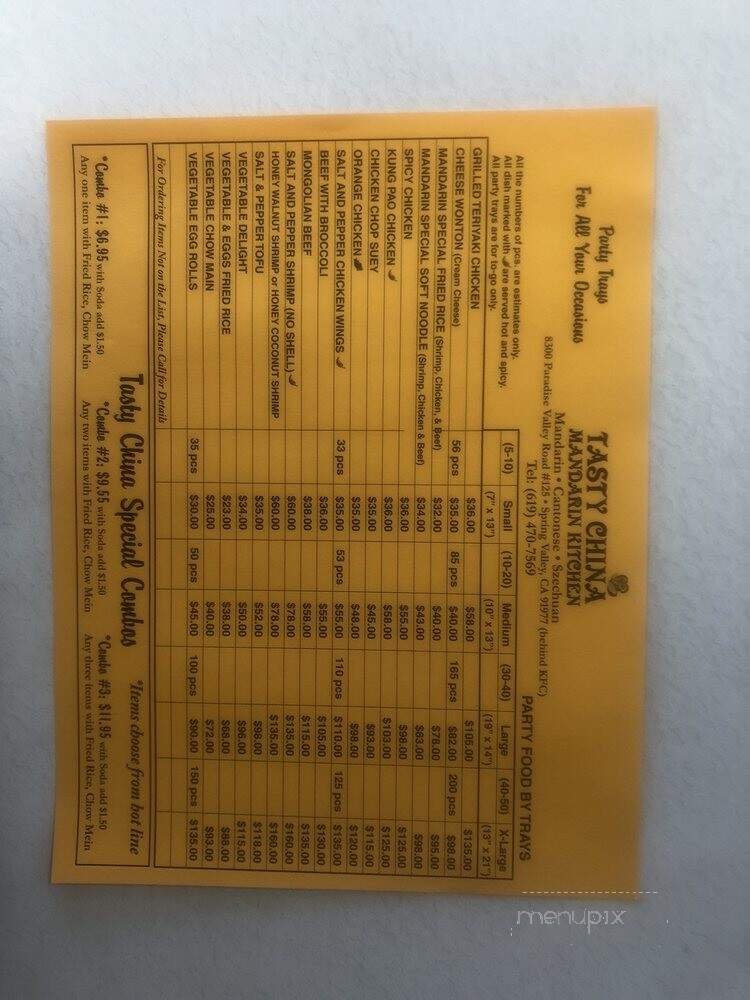 Party Trays
For All Your Occasions
TASTY CHINA
MANDARIN KITCHEN
Mandarin • Cantonese • Szechuan
8300 Paradise Valley Road #125 • Spring Valley, CA 91977 (behind KFC)
Tel: (619) 470-7569
All the numbers of pcs are estimates only.
All dish marked with are served hot and spicy.
All party trays are for to-go only.
PARTY FOOD BY TRAYS
(5-10) Small (10-20) Medium (30-40) Large (40-50) X-Large
(7" x 13") (10" x 13") (19" x 14") (19" x 21")
GRILLED TERIYAKI CHICKEN $36.00 $58.00 $105.00 $135.00
CHEESE WONTON (Cream Cheese) 56 pcs $35.00 85 pcs $40.00 165 pcs $82.00 200 pcs $98.00
MANDARIN SPECIAL FRIED RICE (Shrimp, Chicken, & Beef) $32.00 $40.00 $78.00 $95.00
MANDARIN SPECIAL SOFT NOODLE (Shrimp, Chicken & Beef) $34.00 $43.00 $83.00 $98.00
SPICY CHICKEN $36.00 $55.00 $98.00 $125.00
KUNG PAO CHICKEN $36.00 $58.00 $103.00 $125.00
CHICKEN CHOP SUEY $35.00 $45.00 $93.00 $115.00
ORANGE CHICKEN $35.00 $48.00 $98.00 $120.00
SALT AND PEPPER CHICKEN WINGS 33 pcs $35.00 53 pcs $55.00 110 pcs $110.00 125 pcs $135.00
BEEF WITH BROCCOLI $36.00 $55.00 $105.00 $130.00
MONGOLIAN BEEF $38.00 $58.00 $115.00 $135.00
SALT AND PEPPER SHRIMP (NO SHELL) $60.00 $78.00 $135.00 $160.00
HONEY WALNUT SHRIMP or HONEY COCONUT SHRIMP $60.00 $78.00 $135.00 $160.00
SALT & PEPPER TOFU $35.00 $52.00 $98.00 $118.00
VEGETABLE DELIGHT $34.00 $50.00 $96.00 $115.00
VEGETABLE & EGGS FRIED RICE $23.00 $38.00 $68.00 $88.00
VEGETABLE CHOW MAIN $25.00 $40.00 $72.00 $93.00
VEGETABLE EGG ROLLS 35 pcs $30.00 50 pcs $45.00 100 pcs $90.00 150 pcs $135.00
For Ordering Items Not on the List, Please Call for Details
Tasty China Special Combos *Items choose from hot line
*Combo #1: $6.95 with Soda add $1.50
Any one item with Fried Rice, Chow Mein
*Combo #2: $9.55 with Soda add $1.50
Any two items with Fried Rice, Chow Mein
*Combo #3: $11.95 with Soda add $1.50
Any three items with Fried Rice, Chow Mein
menupix